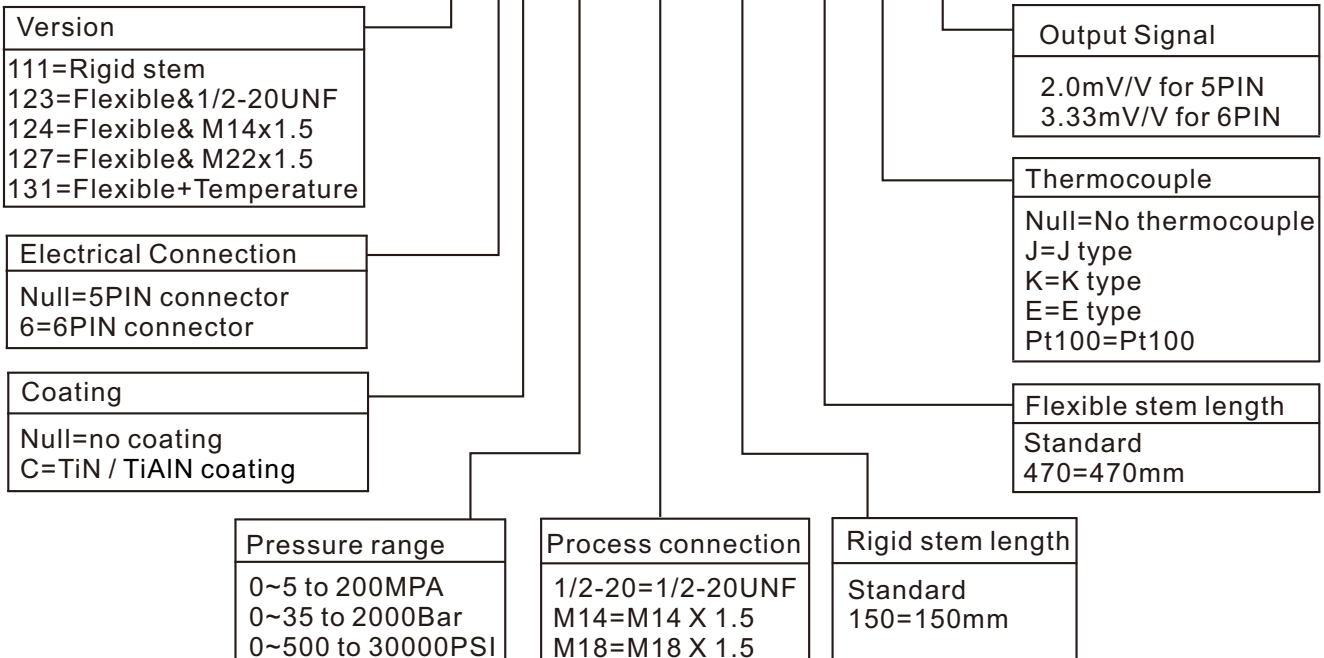 Version
111=Rigid stem
123=Flexible&1/2-20UNF
124=Flexible& M14x1.5
127=Flexible& M22x1.5
131=Flexible+Temperature
Electrical Connection
Null=5PIN connector
6=6PIN connector
Coating
Null=no coating
C=TiN / TiAlN coating
Pressure range
0~5 to 200MPA
0~35 to 2000Bar
0~500 to 30000PSI
Process connection
1/2-20=1/2-20UNF
M14=M14 X 1.5
M18=M18 X 1.5
Rigid stem length
Standard
150=150mm
Output Signal
2.0mV/V for 5PIN
3.33mV/V for 6PIN
Thermocouple
Null=No thermocouple
J=J type
K=K type
E=E type
Pt100=Pt100
Flexible stem length
Standard
470=470mm